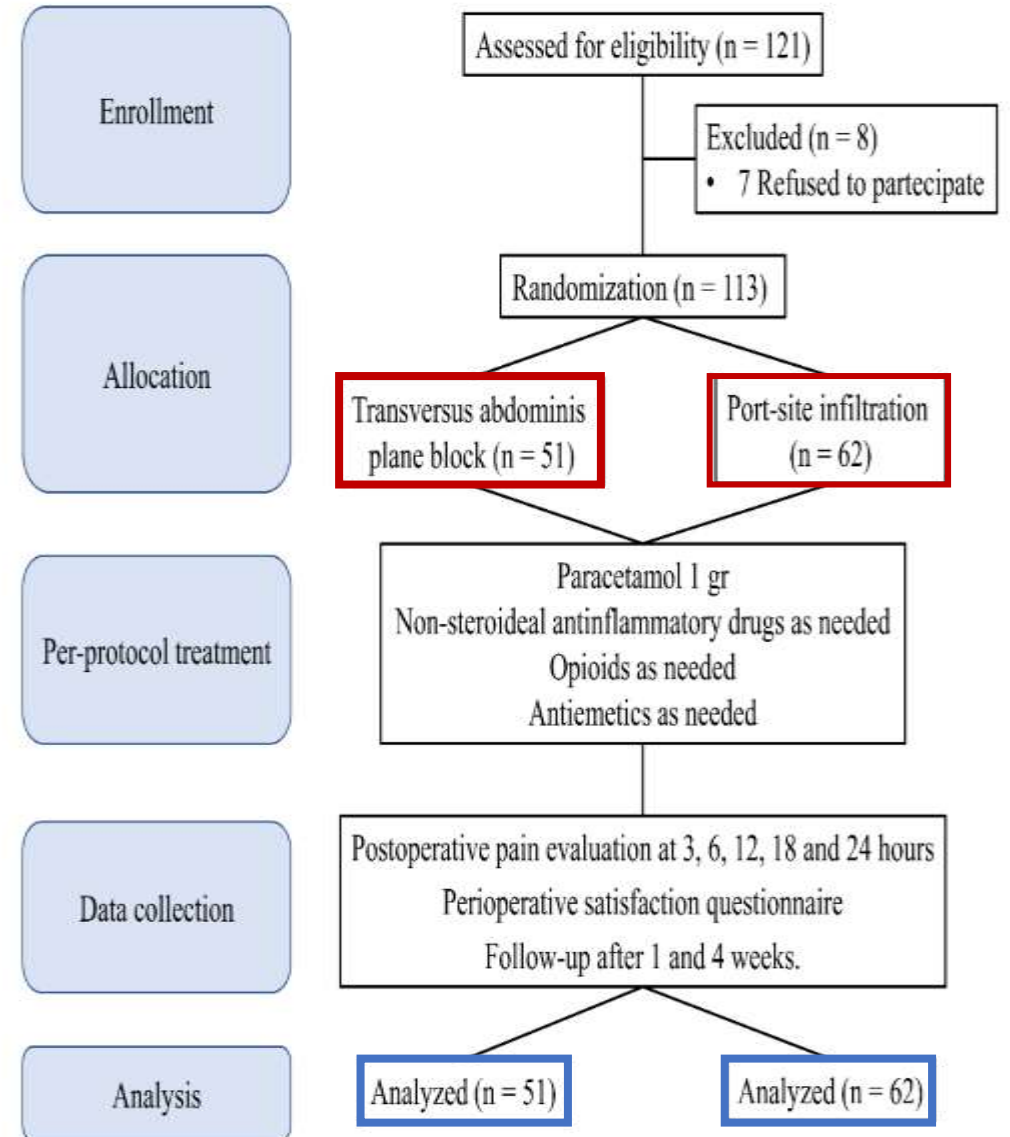 Enrollment
Assessed for eligibility (n = 121)
Excluded (n = 8)
• 7 Refused to partecipate
Allocation
Randomization (n = 113)
Transversus abdominis
plane block (n = 51)
Port-site infiltration
(n = 62)
Per-protocol treatment
Paracetamol 1 gr
Non-steroideal antinflammatory drugs as needed
Opioids as needed
Antiemetics as needed
Data collection
Postoperative pain evaluation at 3, 6, 12, 18 and 24 hours
Perioperative satisfaction questionnaire
Follow-up after 1 and 4 weeks.
Analysis
Analyzed (n = 51)
Analyzed (n = 62)